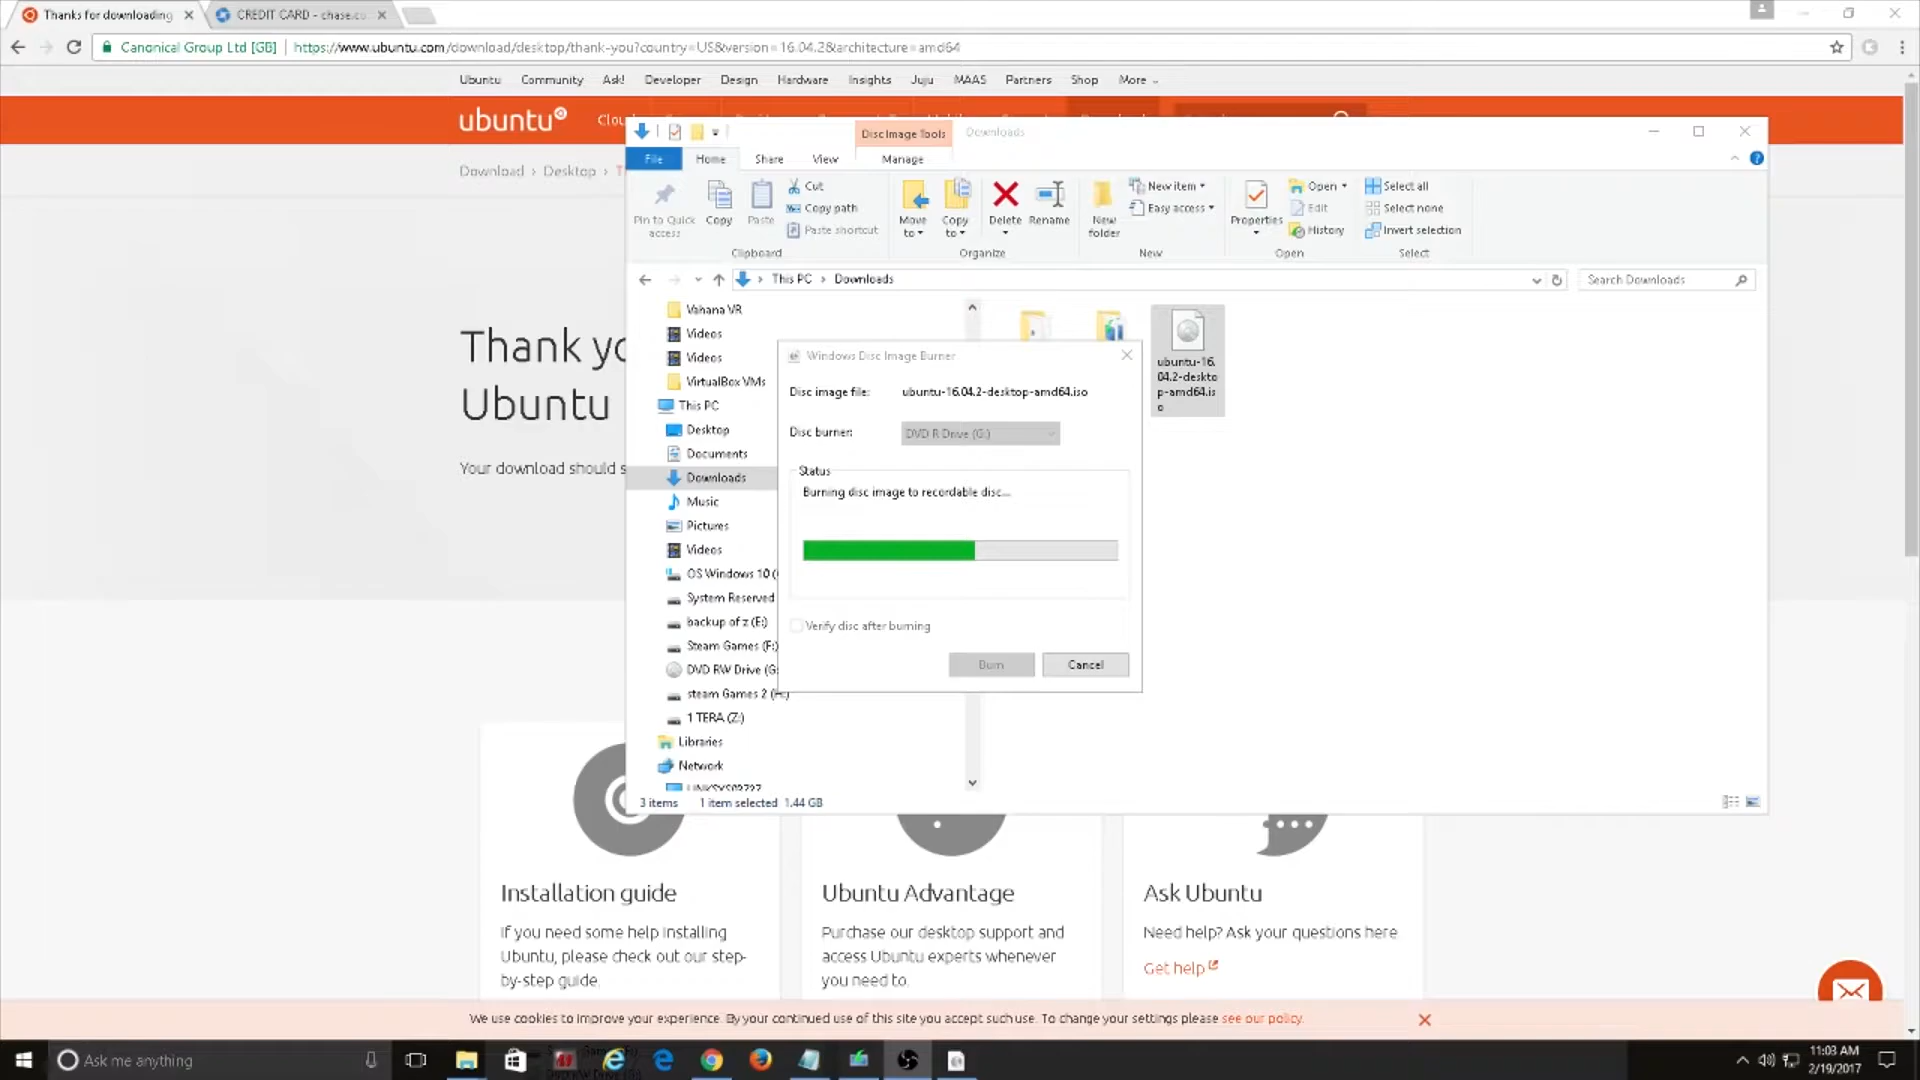 Thanks for downloading
CREDIT CARD - chase.co
Canonical Group Ltd [GB]
https://www.ubuntu.com/download/desktop/thank-you?country=US&version=16.04.2&architecture=amd64
Ubuntu Community Ask! Developer Design Hardware Insights Juju MAAS Partners Shop More
ubuntu
Clou
Download › Desktop › T
Disc Image Tools
Downloads
File Home Share View Manage
Pin to Quick access
Copy
Paste
Cut
Copy path
Paste shortcut
Clipboard
Move to
Copy to
Delete
Rename
Organize
New folder
New item
Easy access
New
Properties
Open
Edit
History
Open
Select all
Select none
Invert selection
Select
This PC › Downloads
Search Downloads
Vahana VR
Videos
Videos
VirtualBox VMs
This PC
Desktop
Documents
Downloads
Music
Pictures
Videos
OS Windows 10 (
System Reserved
backup of z (E:)
Steam Games (F:)
DVD RW Drive (G:
steam Games 2 (H:)
1 TERA (Z:)
Libraries
Network
ubuntu-16.
04.2-deskto
p-amd64.is
o
Windows Disc Image Burner
Disc image file: ubuntu-16.04.2-desktop-amd64.iso
Disc burner: DVD R Drive (G:)
Status
Burning disc image to recordable disc...
Verify disc after burning
Burn
Cancel
3 items 1 item selected 1.44 GB
Thank yo
Ubuntu
Your download should s
Installation guide
If you need some help installing
Ubuntu, please check out our step-
by-step guide.
Ubuntu Advantage
Purchase our desktop support and
access Ubuntu experts whenever
you need to.
Ask Ubuntu
Need help? Ask your questions here
Get help
We use cookies to improve your experience. By your continued use of this site you accept such use. To change your settings please see our policy.
Ask me anything
11:03 AM
2/19/2017